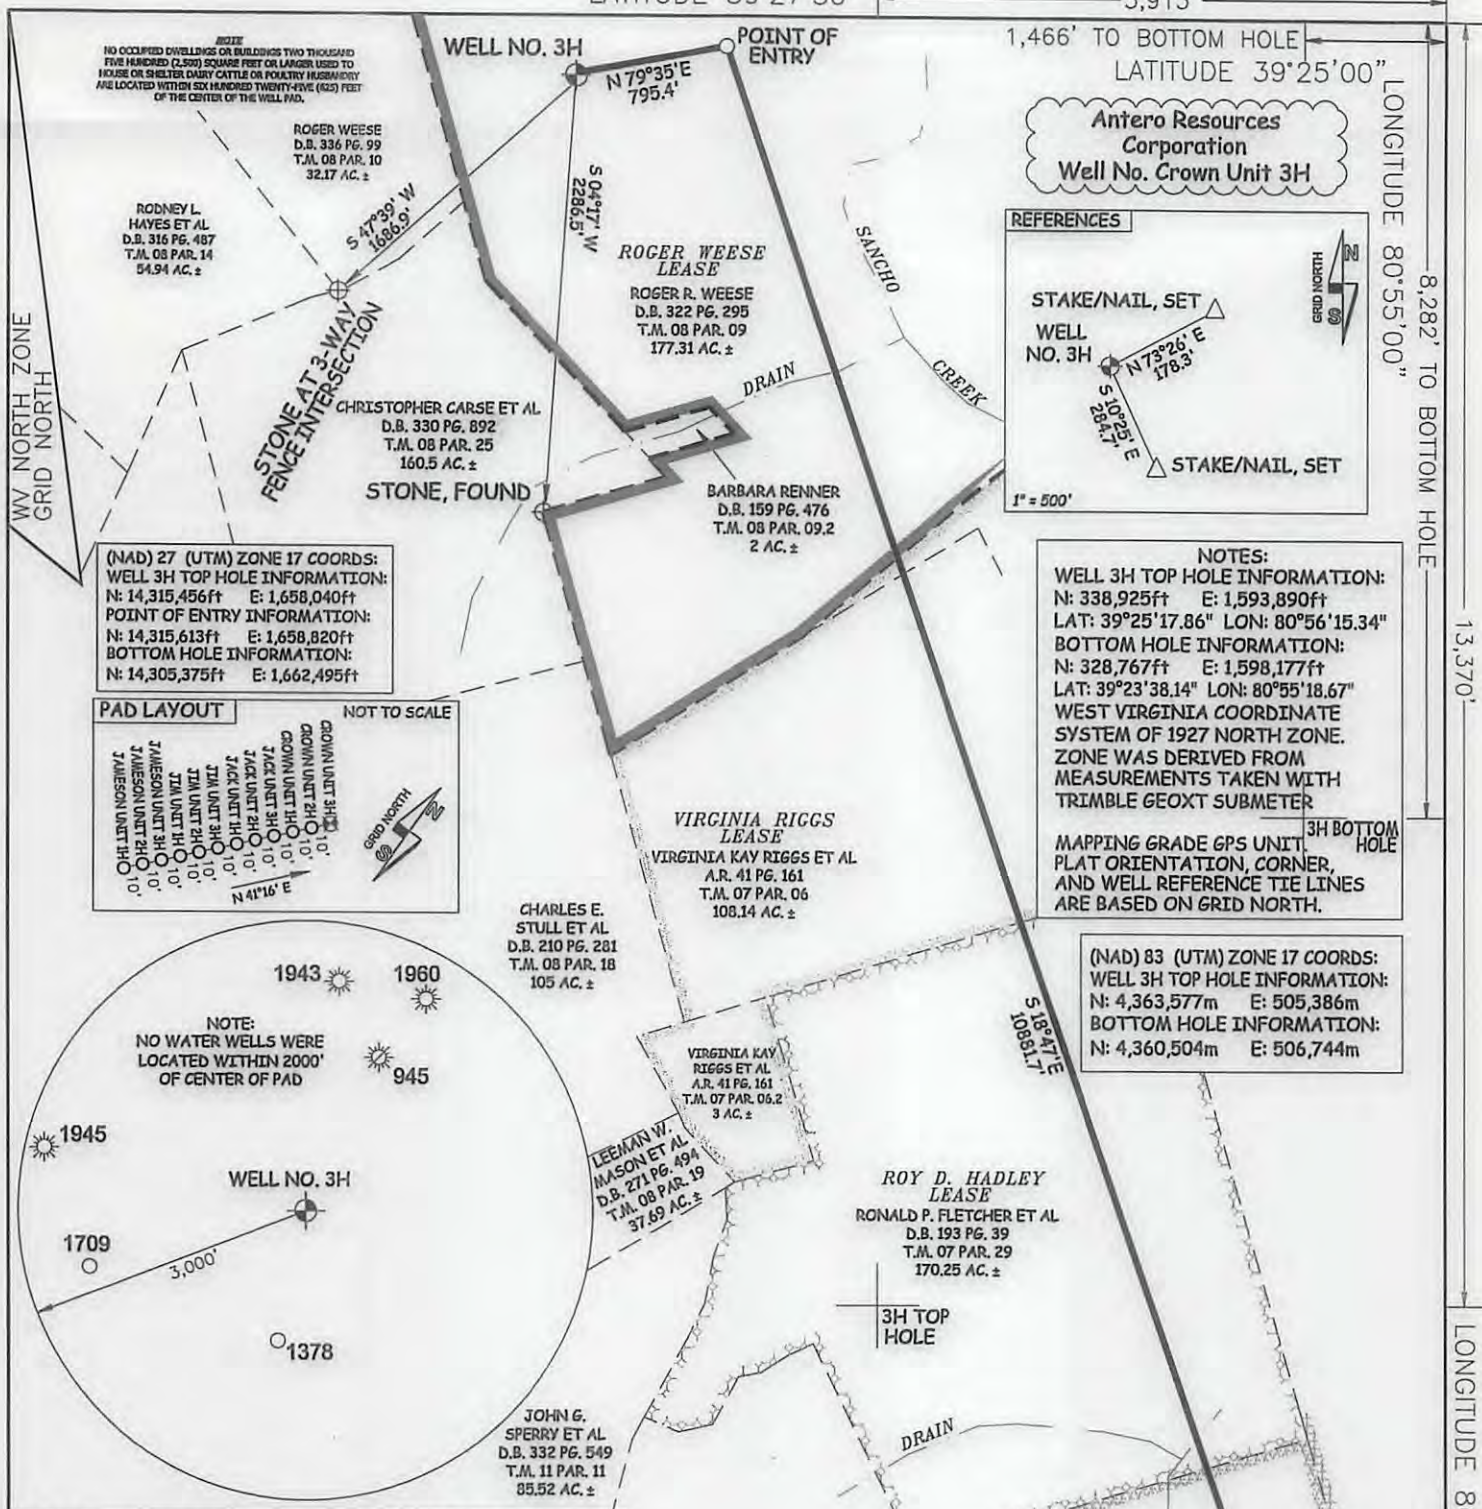 5,915'
NOTE
NO OCCUPIED DWELLINGS OR BUILDINGS TWO THOUSAND
FIVE HUNDRED (2,500) SQUARE FEET OR LARGER USED TO
HOUSE OR SHELTER DAIRY CATTLE OR POULTRY HUSBANDRY
ARE LOCATED WITHIN SIX HUNDRED TWENTY-FIVE (625) FEET
OF THE CENTER OF THE WELL PAD.
WELL NO. 3H
POINT OF
ENTRY
N 79°35'E
795.4'
1,466' TO BOTTOM HOLE
LATITUDE 39°25'00"
LONGITUDE 80°55'00"
8,282' TO BOTTOM HOLE
13,370'
LONGITUDE 8
Antero Resources
Corporation
Well No. Crown Unit 3H
ROGER WEESE
D.B. 336 PG. 99
T.M. 08 PAR. 10
32.17 AC. ±
RODNEY L.
HAYES ET AL
D.B. 316 PG. 487
T.M. 08 PAR. 14
54.94 AC. ±
S 47°39' W
1686.9'
S 04°17' W
2286.5'
ROGER WEESE
LEASE
ROGER R. WEESE
D.B. 322 PG. 295
T.M. 08 PAR. 09
177.31 AC. ±
SANCHO
CREEK
DRAIN
REFERENCES
GRID NORTH
N
S
STAKE/NAIL, SET
WELL
NO. 3H
N 73°26' E
178.3'
S 10°25' E
284.7'
STAKE/NAIL, SET
1" = 500'
WV NORTH ZONE
GRID NORTH
STONE AT 3-WAY
FENCE INTERSECTION
CHRISTOPHER CARSE ET AL
D.B. 330 PG. 892
T.M. 08 PAR. 25
160.5 AC. ±
STONE, FOUND
BARBARA RENNER
D.B. 159 PG. 476
T.M. 08 PAR. 09.2
2 AC. ±
(NAD) 27 (UTM) ZONE 17 COORDS:
WELL 3H TOP HOLE INFORMATION:
N: 14,315,456ft E: 1,658,040ft
POINT OF ENTRY INFORMATION:
N: 14,315,613ft E: 1,658,820ft
BOTTOM HOLE INFORMATION:
N: 14,305,375ft E: 1,662,495ft
NOTES:
WELL 3H TOP HOLE INFORMATION:
N: 338,925ft E: 1,593,890ft
LAT: 39°25'17.86" LON: 80°56'15.34"
BOTTOM HOLE INFORMATION:
N: 328,767ft E: 1,598,177ft
LAT: 39°23'38.14" LON: 80°55'18.67"
WEST VIRGINIA COORDINATE
SYSTEM OF 1927 NORTH ZONE.
ZONE WAS DERIVED FROM
MEASUREMENTS TAKEN WITH
TRIMBLE GEOXT SUBMETER
MAPPING GRADE GPS UNIT.
PLAT ORIENTATION, CORNER,
AND WELL REFERENCE TIE LINES
ARE BASED ON GRID NORTH.
3H BOTTOM
HOLE
PAD LAYOUT
NOT TO SCALE
JAMESON UNIT 1H
JAMESON UNIT 2H
JAMESON UNIT 3H
JIM UNIT 1H
JIM UNIT 2H
JIM UNIT 3H
JACK UNIT 1H
JACK UNIT 2H
JACK UNIT 3H
CROWN UNIT 1H
CROWN UNIT 2H
CROWN UNIT 3H
10'
10'
10'
10'
10'
10'
10'
10'
10'
10'
10'
N 41°16' E
GRID NORTH
N
S
VIRGINIA RIGGS
LEASE
VIRGINIA KAY RIGGS ET AL
A.R. 41 PG. 161
T.M. 07 PAR. 06
108.14 AC. ±
CHARLES E.
STULL ET AL
D.B. 210 PG. 281
T.M. 08 PAR. 18
105 AC. ±
(NAD) 83 (UTM) ZONE 17 COORDS:
WELL 3H TOP HOLE INFORMATION:
N: 4,363,577m E: 505,386m
BOTTOM HOLE INFORMATION:
N: 4,360,504m E: 506,744m
1943
1960
NOTE:
NO WATER WELLS WERE
LOCATED WITHIN 2000'
OF CENTER OF PAD
945
1945
WELL NO. 3H
1709
3,000'
1378
S 18°47'E
10881.7'
VIRGINIA KAY
RIGGS ET AL
A.R. 41 PG. 161
T.M. 07 PAR. 06.2
3 AC. ±
LEEMAN W.
MASON ET AL
D.B. 271 PG. 494
T.M. 08 PAR. 19
37.69 AC. ±
ROY D. HADLEY
LEASE
RONALD P. FLETCHER ET AL
D.B. 193 PG. 39
T.M. 07 PAR. 29
170.25 AC. ±
3H TOP
HOLE
JOHN G.
SPERRY ET AL
D.B. 332 PG. 549
T.M. 11 PAR. 11
85.52 AC. ±
DRAIN